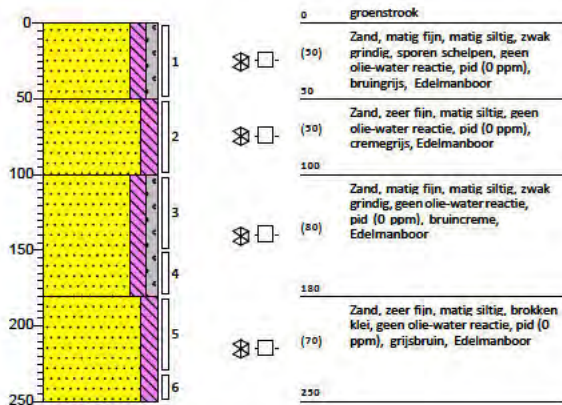 0
50
100
150
200
250
1
2
3
4
5
6
0 groenstrook
(50) Zand, matig fijn, matig siltig, zwak
grindig, sporen schelpen, geen
olie-water reactie, pid (0 ppm),
bruingrijs, Edelmanboor
50
(50) Zand, zeer fijn, matig siltig, geen
olie-water reactie, pid (0 ppm),
cremegrijs, Edelmanboor
100
(80) Zand, matig fijn, matig siltig, zwak
grindig, geen olie-water reactie,
pid (0 ppm), bruincreme,
Edelmanboor
180
(70) Zand, zeer fijn, matig siltig, brokken
klei, geen olie-water reactie, pid (0
ppm), grijsbruin, Edelmanboor
250